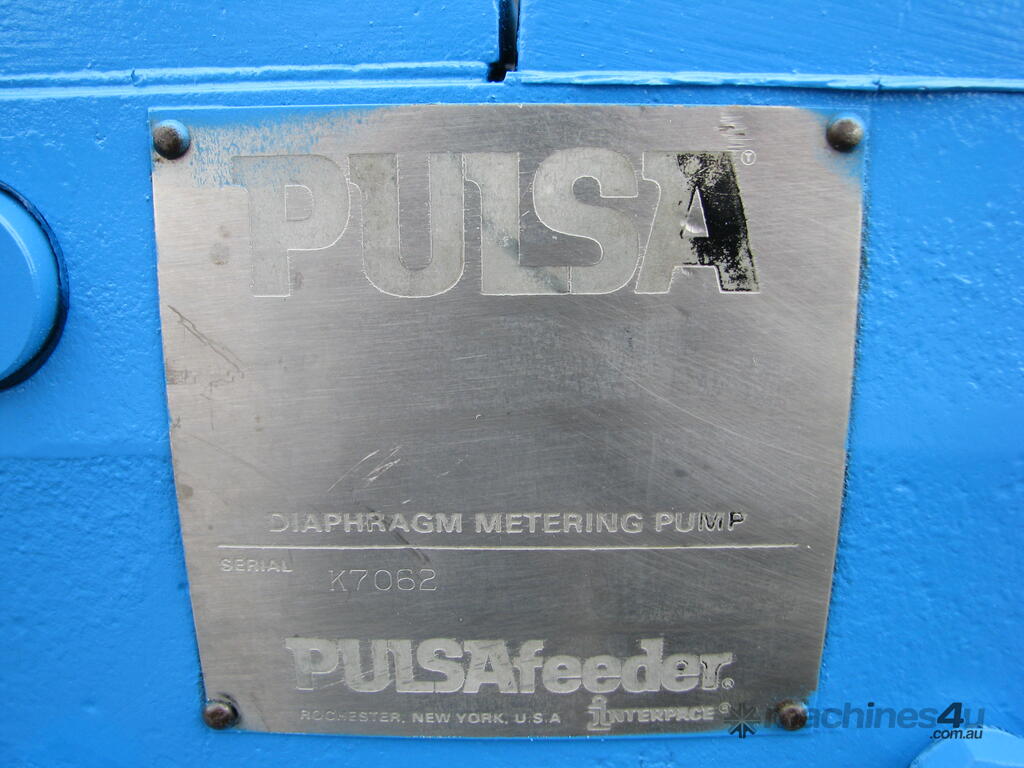 PULSA
DIAPHRAGM METERING PUMP
SERIAL K7062
PULSAfeeder®
ROCHESTER, NEW YORK, U.S.A INTERPACE®
machines4u
.com.au